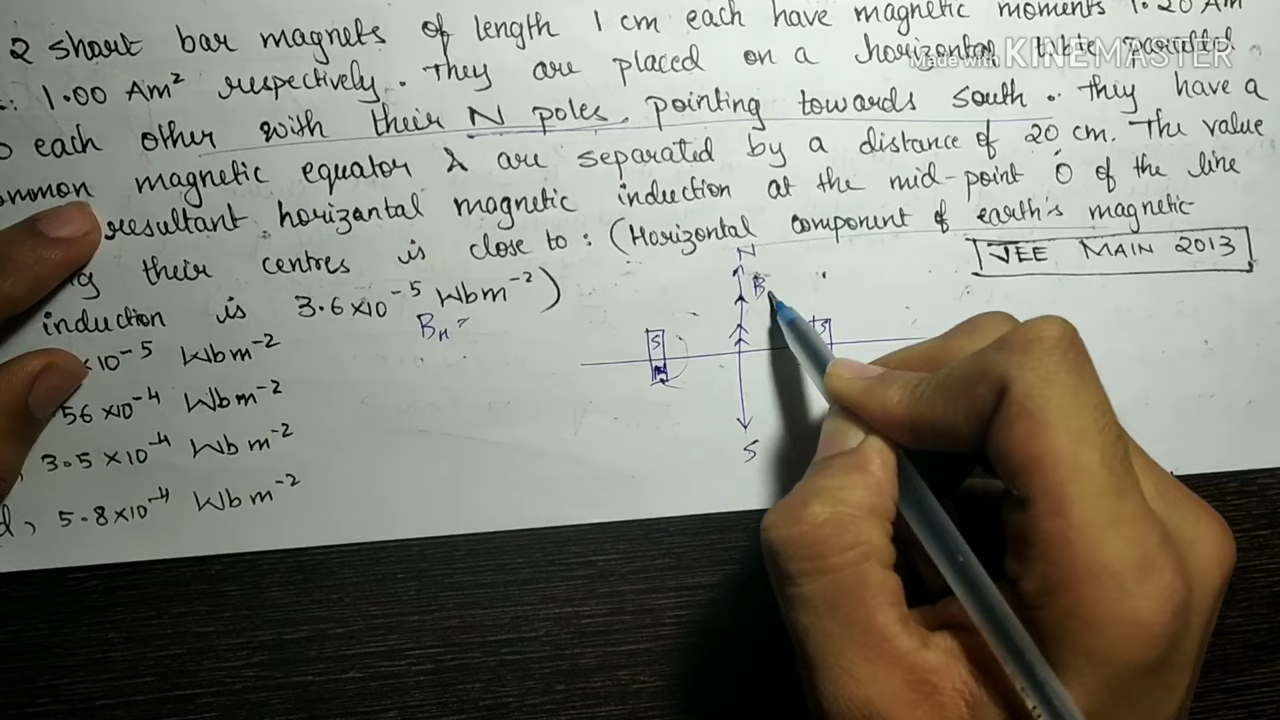 2 short bar magnets of length 1 cm each have magnetic moments 1.20 Am
1.00 Am² respectively. They are placed on a horizontal table parallel
each other with their N poles, pointing towards south. They have a
magnetic equator & are separated by a distance of 20 cm. The value
resultant horizantal magnetic induction at the mid-point O of the line
their centres is close to: (Horizontal component of earth's magnetic
induction is 3.6×10⁻⁵ Wbm⁻²)
JEE MAIN 2013
×10⁻⁵ Wbm⁻²
56×10⁻⁴ Wbm⁻²
3.5×10⁻⁴ Wbm⁻²
d, 5.8×10⁻⁴ Wbm⁻²
B_H =
N
B
S
S
N
S
Made with KINEMASTER